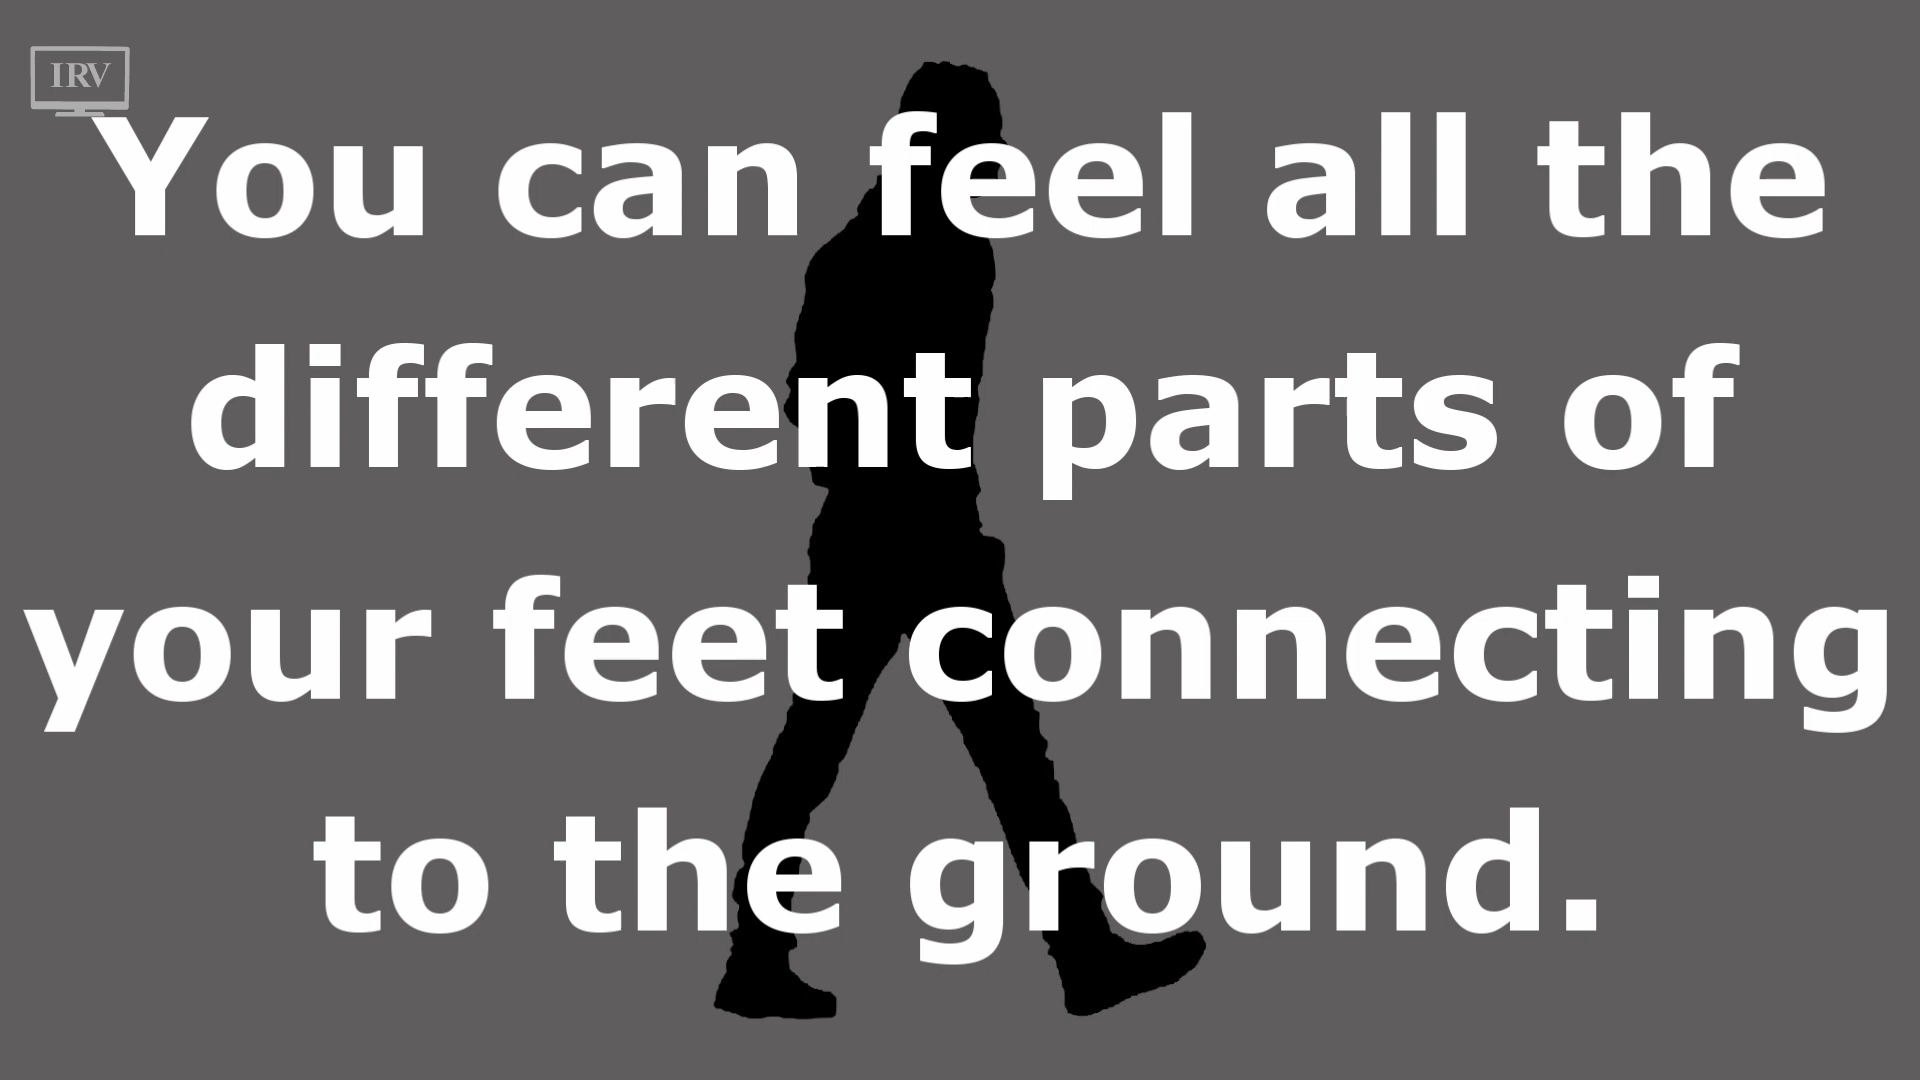 IRV
You can feel all the
different parts of
your feet connecting
to the ground.